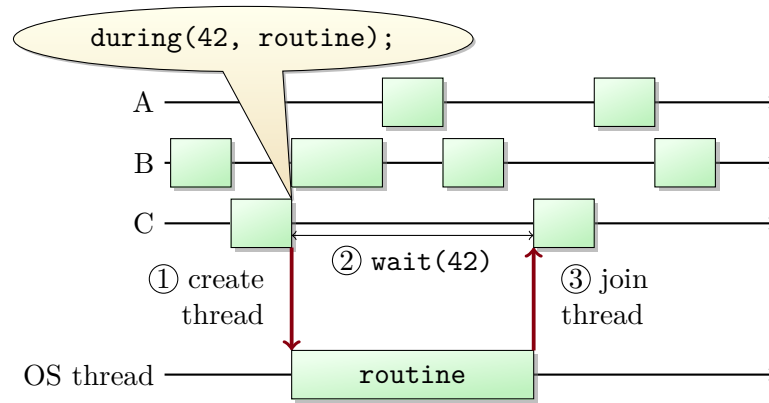 during(42, routine);
A
B
C
① create
thread
② wait(42)
③ join
thread
OS thread
routine